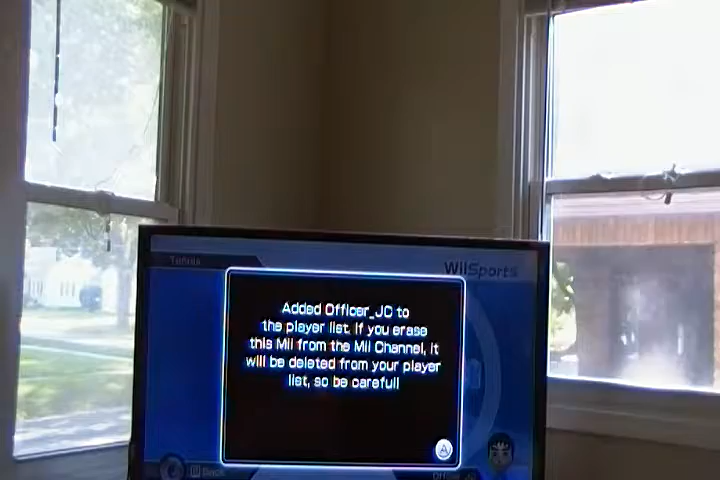 Tennis
Wii Sports
Added Officer_JC to
the player list. If you erase
this Mii from the Mii Channel, it
will be deleted from your player
list, so be careful!
A
Back